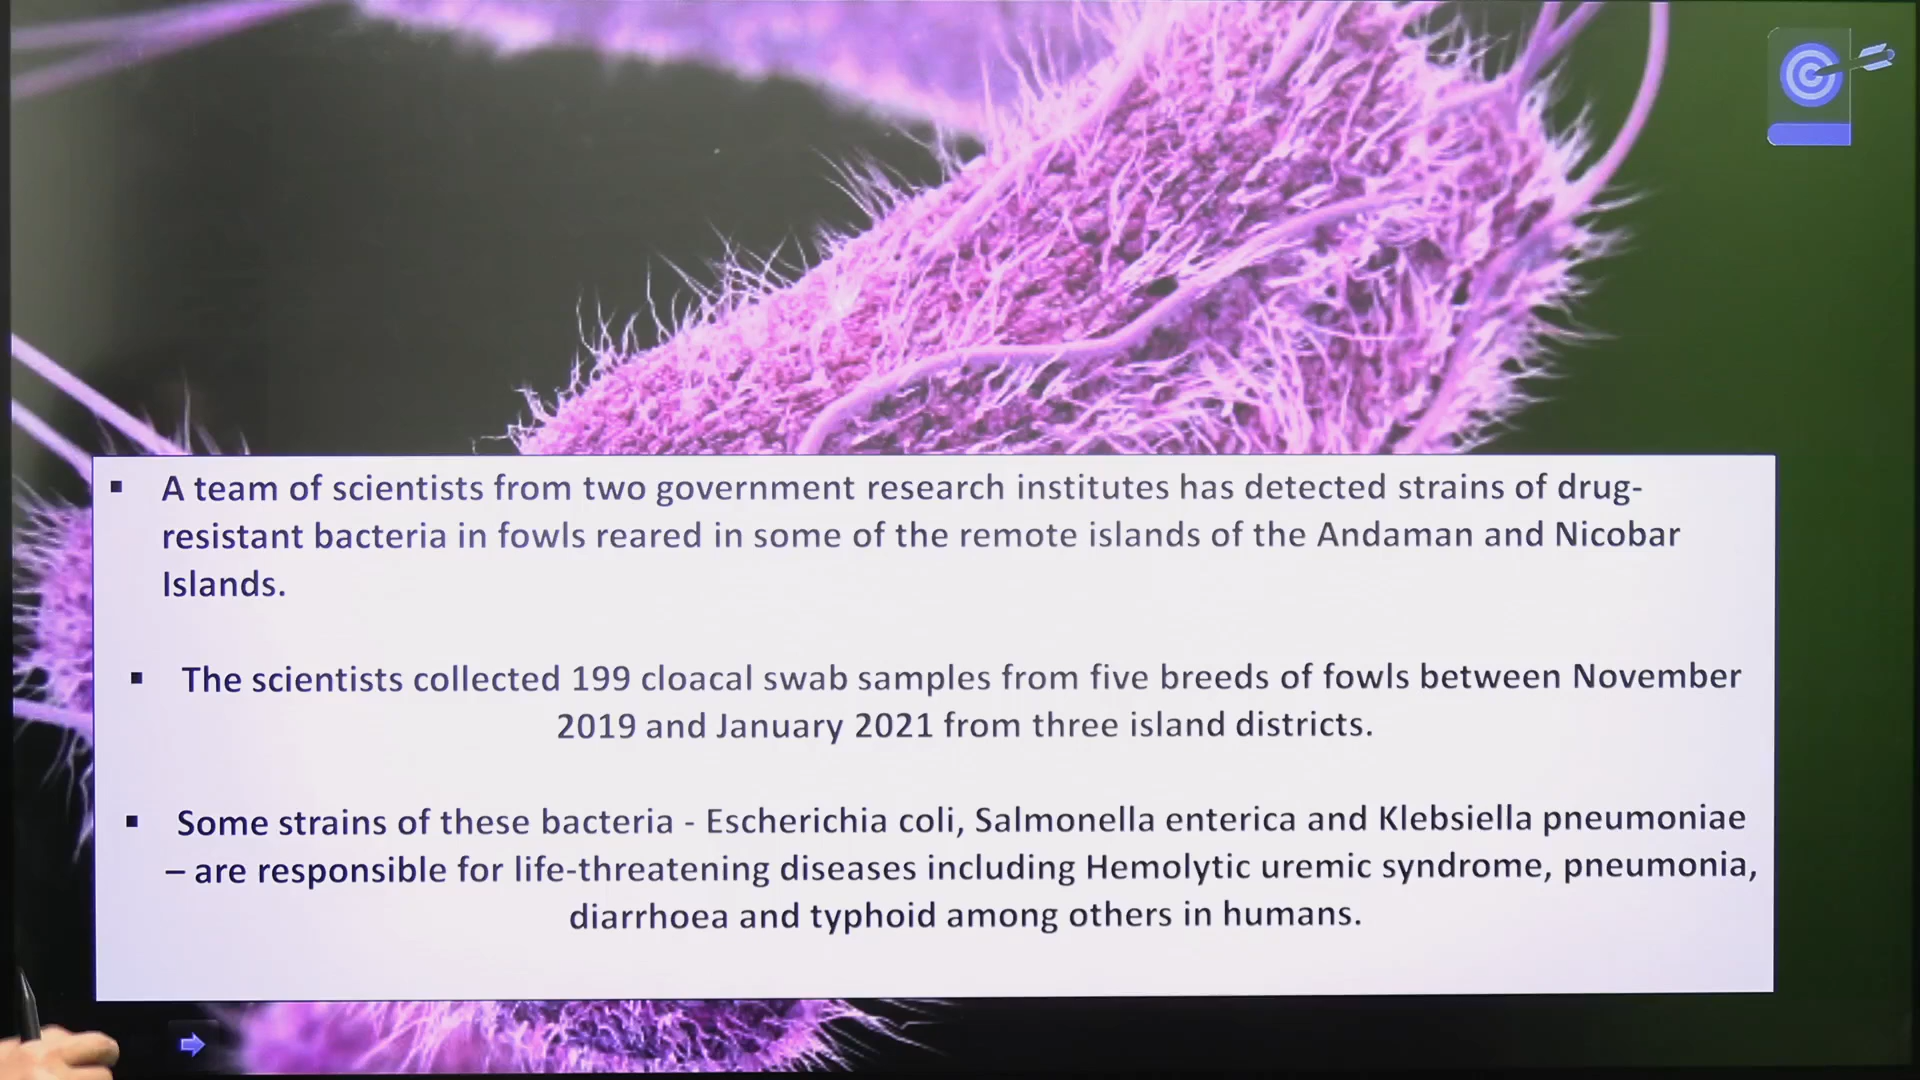 ▪ A team of scientists from two government research institutes has detected strains of drug-
resistant bacteria in fowls reared in some of the remote islands of the Andaman and Nicobar
Islands.
▪ The scientists collected 199 cloacal swab samples from five breeds of fowls between November
2019 and January 2021 from three island districts.
▪ Some strains of these bacteria - Escherichia coli, Salmonella enterica and Klebsiella pneumoniae
– are responsible for life-threatening diseases including Hemolytic uremic syndrome, pneumonia,
diarrhoea and typhoid among others in humans.